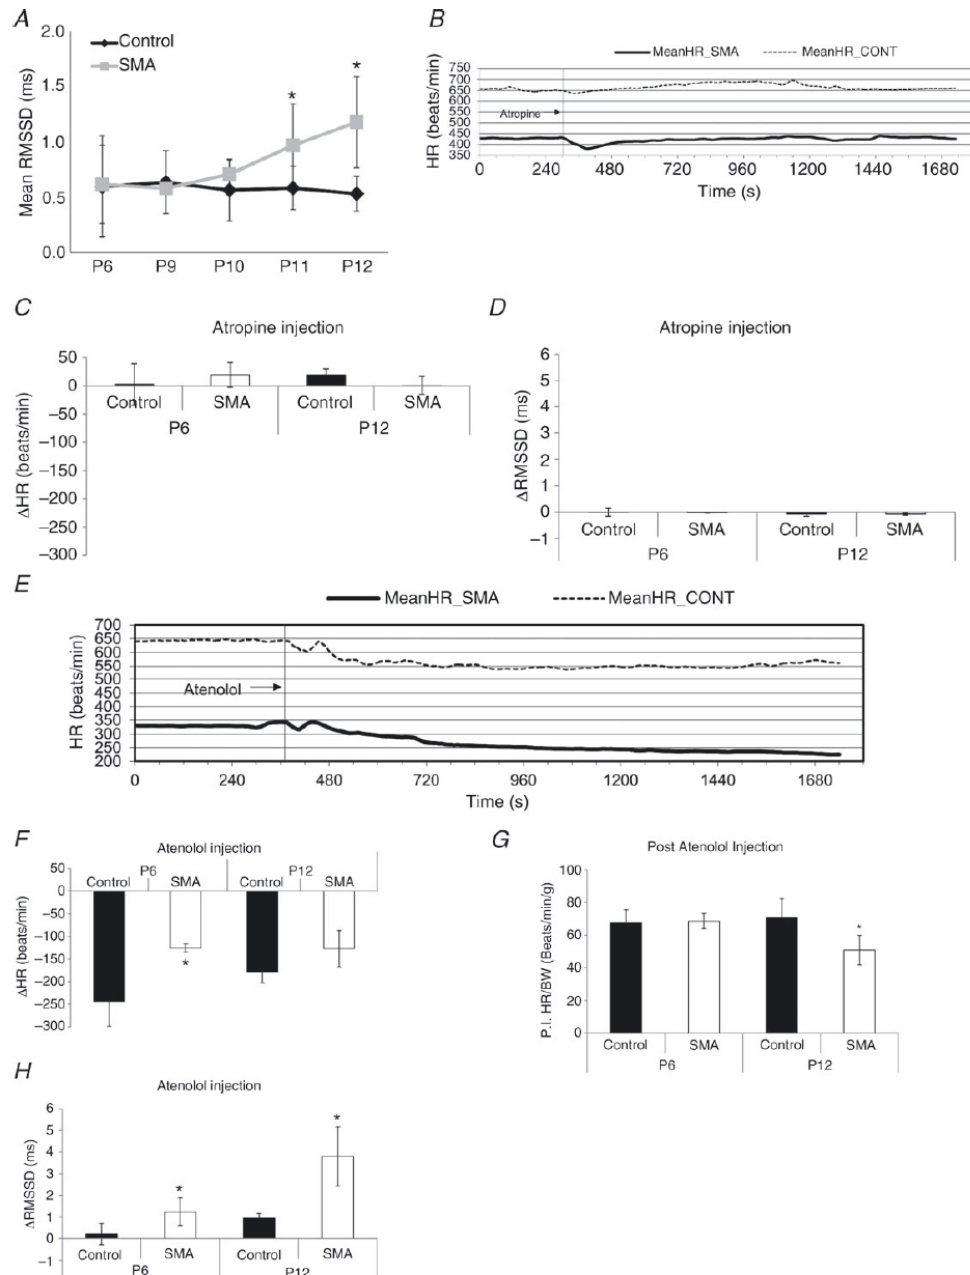 A
Control
SMA
Mean RMSSD (ms)
2.0
1.5
1.0
0.5
0.0
*
*
P6 P9 P10 P11 P12
B
MeanHR_SMA MeanHR_CONT
HR (beats/min)
750
700
650
600
550
500
450
400
350
Atropine
0 240 480 720 960 1200 1440 1680
Time (s)
C
Atropine injection
ΔHR (beats/min)
50
0
−50
−100
−150
−200
−250
−300
Control SMA Control SMA
P6 P12
D
Atropine injection
ΔRMSSD (ms)
6
5
4
3
2
1
0
−1
Control SMA Control SMA
P6 P12
E
MeanHR_SMA MeanHR_CONT
HR (beats/min)
700
650
600
550
500
450
400
350
300
250
200
Atenolol
0 240 480 720 960 1200 1440 1680
Time (s)
F
Atenolol injection
ΔHR (beats/min)
50
0
−50
−100
−150
−200
−250
−300
P6 P12
Control SMA Control SMA
*
G
Post Atenolol Injection
P.I. HR/BW (Beats/min/g)
100
80
60
40
20
0
*
Control SMA Control SMA
P6 P12
H
Atenolol injection
ΔRMSSD (ms)
6
5
4
3
2
1
0
−1
*
*
Control SMA Control SMA
P6 P12